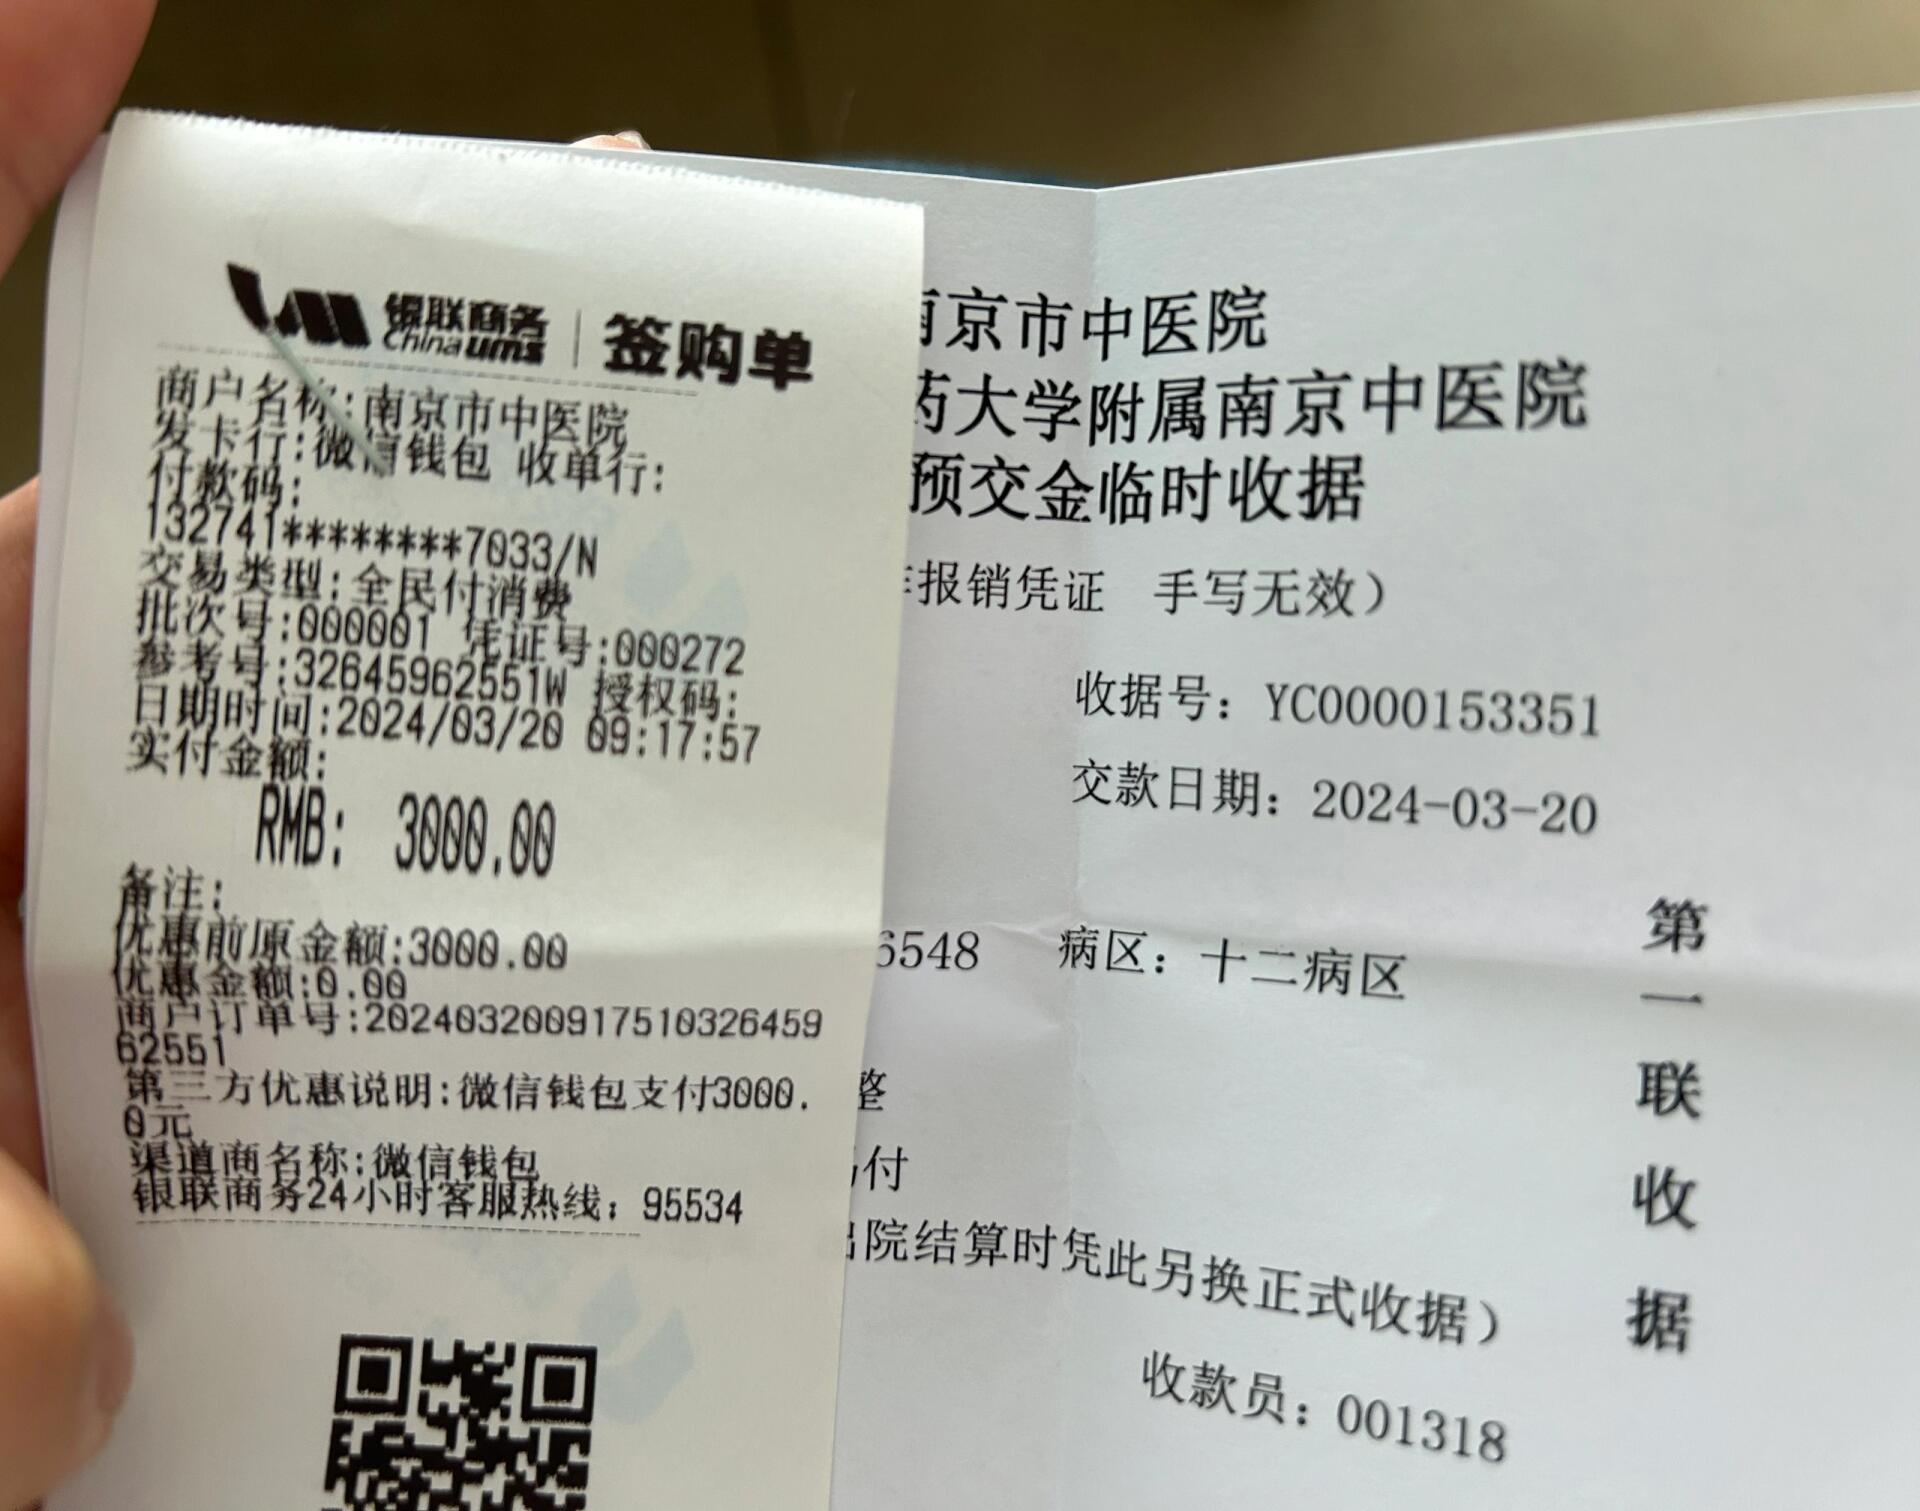 银联商务
Chinaums
签购单
商户名称:南京市中医院
发卡行:微信钱包 收单行:
付款码:
132741********7033/N
交易类型:全民付消费
批次号:000001 凭证号:000272
参考号:32645962551W 授权码:
日期时间:2024/03/20 09:17:57
实付金额:
RMB: 3000.00
备注:
优惠前原金额:3000.00
优惠金额:0.00
商户订单号:202403200917510326459
62551
第三方优惠说明:微信钱包支付3000.
0元
渠道商名称:微信钱包
银联商务24小时客服热线: 95534
南京市中医院
药大学附属南京中医院
预交金临时收据
报销凭证 手写无效）
收据号: YC0000153351
交款日期: 2024-03-20
6548 病区: 十二病区
整
付
院结算时凭此另换正式收据）
收款员: 001318
第一联收据